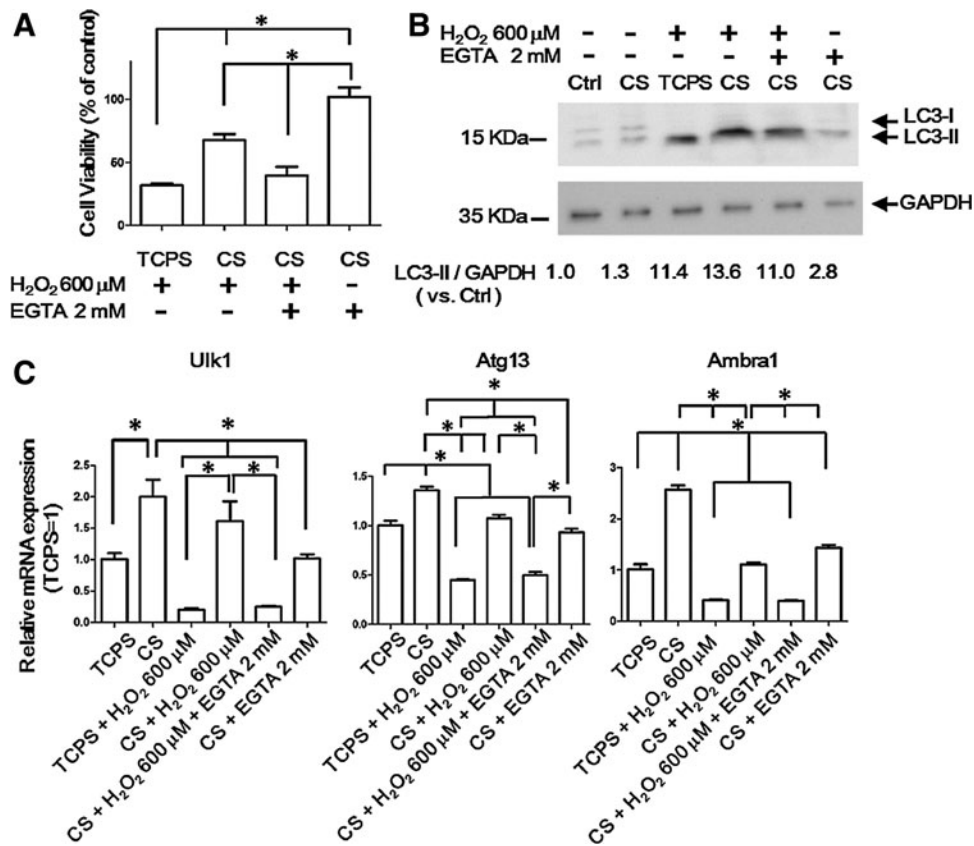 A
*
*
Cell Viability (% of control)
100
50
0
TCPS CS CS CS
H₂O₂ 600 μM + + + -
EGTA 2 mM - - + +
B
H₂O₂ 600 μM - - + + + -
EGTA 2 mM - - - - + +
Ctrl CS TCPS CS CS CS
LC3-I
15 KDa LC3-II
GAPDH
35 KDa
LC3-II / GAPDH 1.0 1.3 11.4 13.6 11.0 2.8
( vs. Ctrl )
C
Relative mRNA expression
(TCPS=1)
Ulk1
* *
* *
2.5
2.0
1.5
1.0
0.5
0.0
TCPS
CS
TCPS + H₂O₂ 600 μM
CS + H₂O₂ 600 μM
CS + H₂O₂ 600 μM + EGTA 2 mM
CS + EGTA 2 mM
Atg13
*
* *
*
*
1.5
1.0
0.5
0.0
TCPS
CS
TCPS + H₂O₂ 600 μM
CS + H₂O₂ 600 μM
CS + H₂O₂ 600 μM + EGTA 2 mM
CS + EGTA 2 mM
Ambra1
* *
*
3
2
1
0
TCPS
CS
TCPS + H₂O₂ 600 μM
CS + H₂O₂ 600 μM
CS + H₂O₂ 600 μM + EGTA 2 mM
CS + EGTA 2 mM